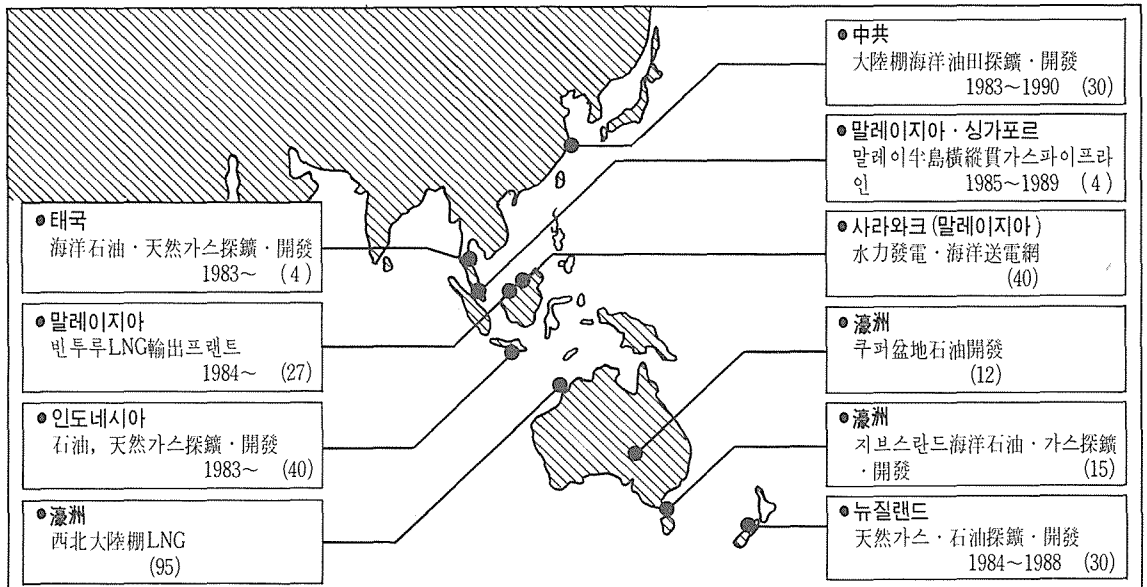 ● 태국
海洋石油・天然가스探鑛・開發
1983~ (4)
● 말레이지아
빈투루LNG輸出프랜트
1984~ (27)
● 인도네시아
石油, 天然가스探鑛・開發
1983~ (40)
● 濠洲
西北大陸棚LNG
(95)
● 中共
大陸棚海洋油田探鑛・開發
1983~1990 (30)
● 말레이지아・싱가포르
말레이半島橫縱貫가스파이프라
인 1985~1989 (4)
● 사라와크 (말레이지아)
水力發電・海洋送電網
(40)
● 濠洲
쿠퍼盆地石油開發
(12)
● 濠洲
지브스란드海洋石油・가스探鑛
・開發 (15)
● 뉴질랜드
天然가스・石油探鑛・開發
1984~1988 (30)